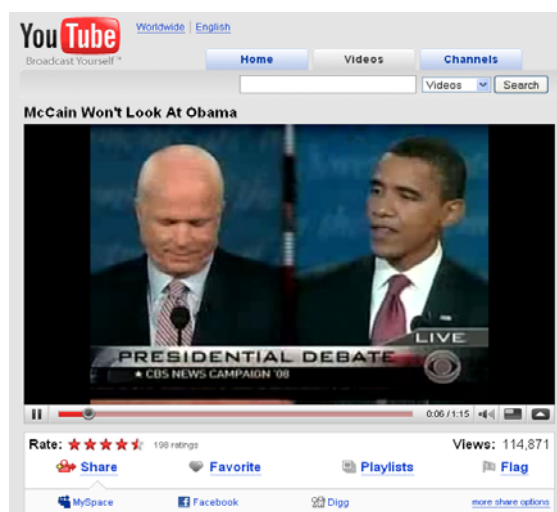 YouTube
Worldwide | English
Broadcast Yourself™
Home Videos Channels
Videos Search
McCain Won't Look At Obama
LIVE
PRESIDENTIAL DEBATE
★ CBS NEWS CAMPAIGN '08
0:06 / 1:15
Rate: 198 ratings Views: 114,871
Share Favorite Playlists Flag
MySpace Facebook Digg more share options